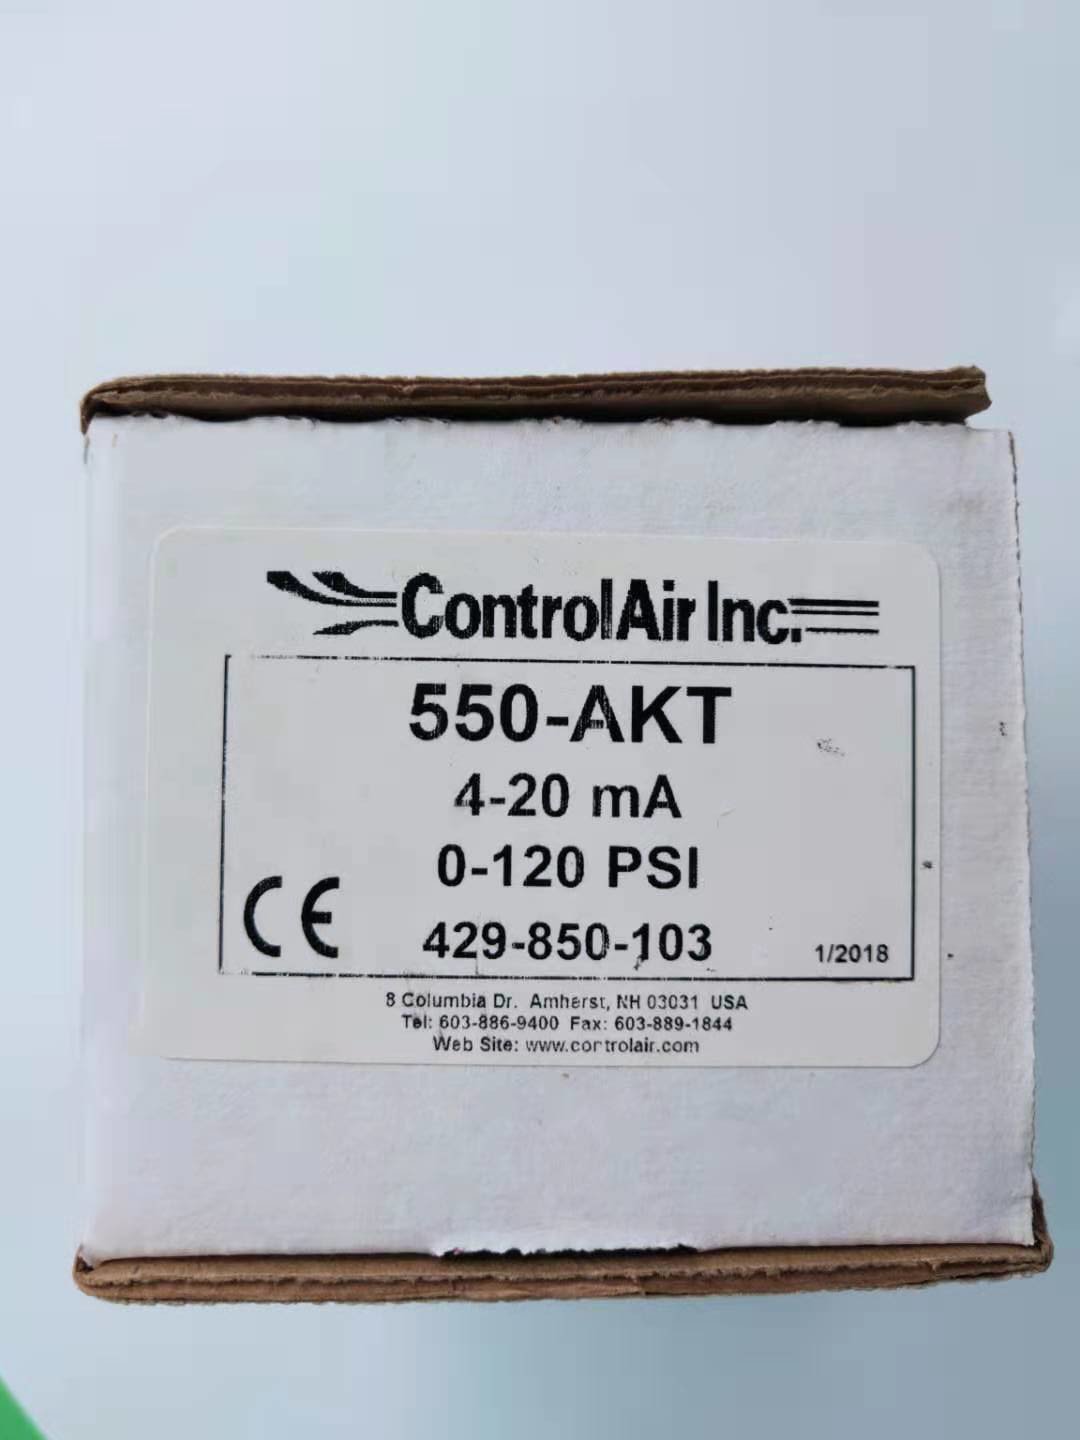 ControlAir Inc.
550-AKT
4-20 mA
0-120 PSI
CE 429-850-103 1/2018
8 Columbia Dr. Amherst, NH 03031 USA
Tel: 603-886-9400 Fax: 603-889-1844
Web Site: www.controlair.com